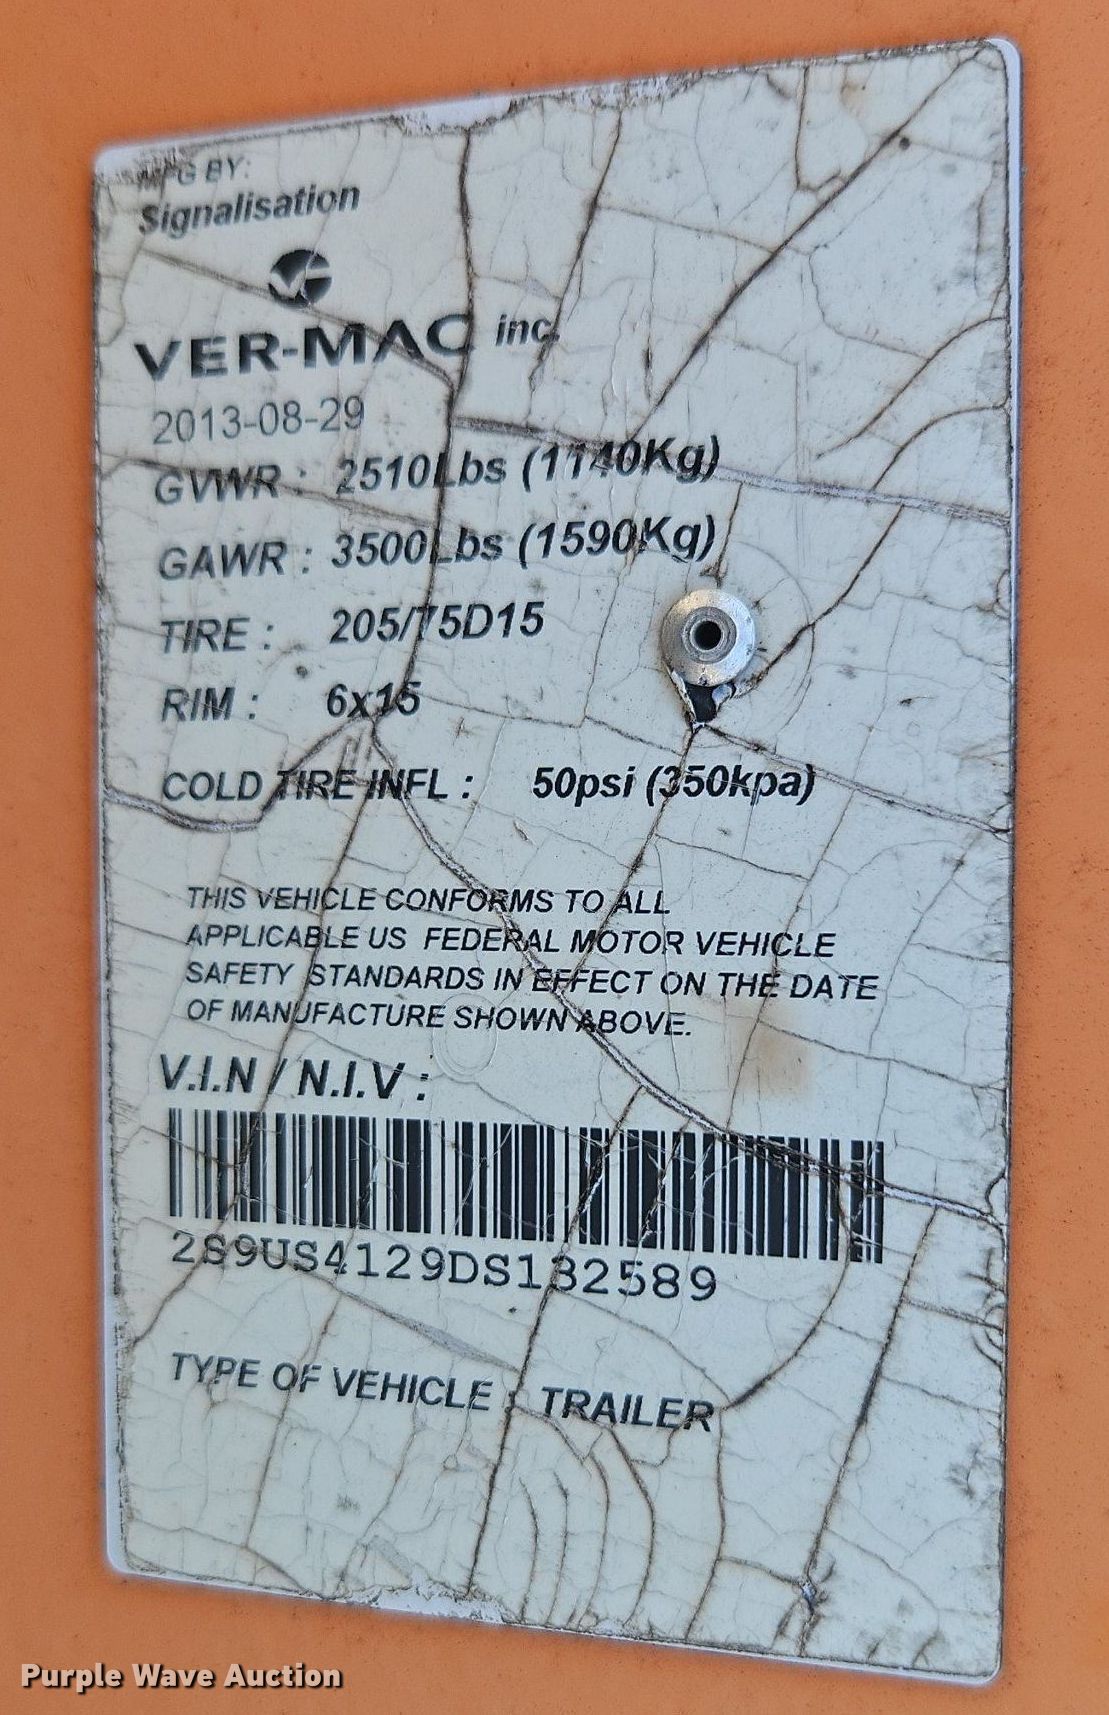 MFG BY:
Signalisation
VER-MAC inc.
2013-08-29
GVWR : 2510Lbs (1140Kg)
GAWR : 3500Lbs (1590Kg)
TIRE : 205/75D15
RIM : 6x15
COLD TIRE INFL : 50psi (350kpa)
THIS VEHICLE CONFORMS TO ALL
APPLICABLE US FEDERAL MOTOR VEHICLE
SAFETY STANDARDS IN EFFECT ON THE DATE
OF MANUFACTURE SHOWN ABOVE.
V.I.N / N.I.V :
2S9US4129DS132589
TYPE OF VEHICLE : TRAILER
Purple Wave Auction